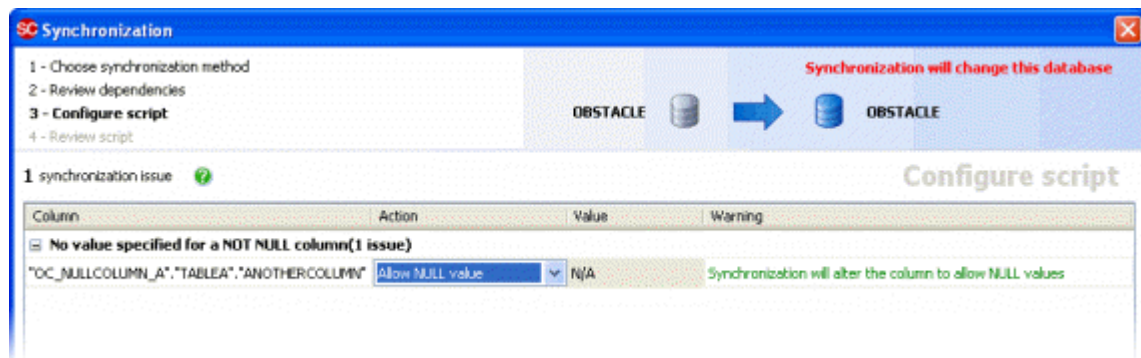 SC Synchronization
1 - Choose synchronization method
2 - Review dependencies
3 - Configure script
4 - Review script
Synchronization will change this database
OBSTACLE
OBSTACLE
1 synchronization issue ?
Configure script
Column Action Value Warning
No value specified for a NOT NULL column(1 issue)
"OC_NULLCOLUMN_A"."TABLEA"."ANOTHERCOLUMN" Allow NULL value N/A Synchronization will alter the column to allow NULL values